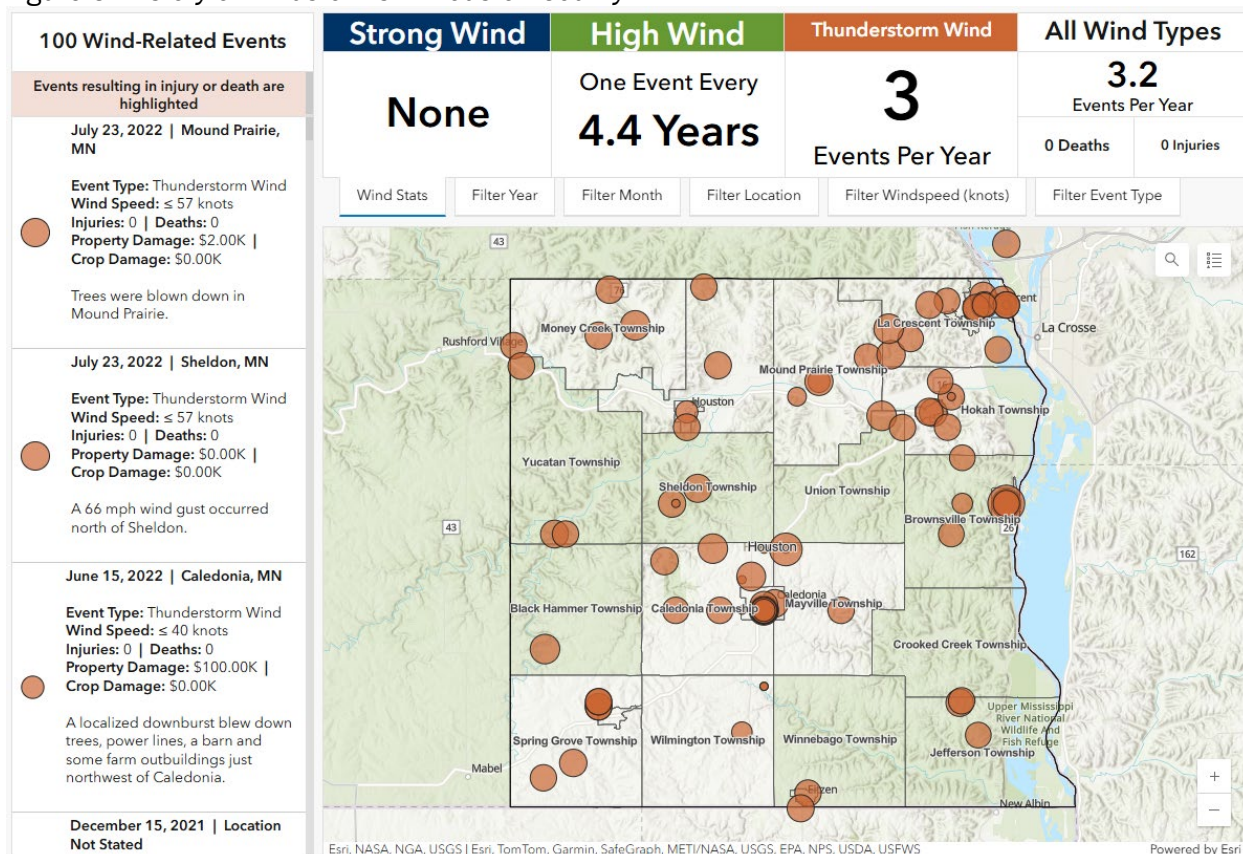 100 Wind-Related Events
Events resulting in injury or death are
highlighted
July 23, 2022 | Mound Prairie,
MN
Event Type: Thunderstorm Wind
Wind Speed: ≤ 57 knots
Injuries: 0 | Deaths: 0
Property Damage: $2.00K |
Crop Damage: $0.00K
Trees were blown down in
Mound Prairie.
July 23, 2022 | Sheldon, MN
Event Type: Thunderstorm Wind
Wind Speed: ≤ 57 knots
Injuries: 0 | Deaths: 0
Property Damage: $0.00K |
Crop Damage: $0.00K
A 66 mph wind gust occurred
north of Sheldon.
June 15, 2022 | Caledonia, MN
Event Type: Thunderstorm Wind
Wind Speed: ≤ 40 knots
Injuries: 0 | Deaths: 0
Property Damage: $100.00K |
Crop Damage: $0.00K
A localized downburst blew down
trees, power lines, a barn and
some farm outbuildings just
northwest of Caledonia.
December 15, 2021 | Location
Not Stated
Strong Wind
None
High Wind
One Event Every
4.4 Years
Thunderstorm Wind
3
Events Per Year
All Wind Types
3.2
Events Per Year
0 Deaths
0 Injuries
Wind Stats
Filter Year
Filter Month
Filter Location
Filter Windspeed (knots)
Filter Event Type
43
76
Money Creek Township
Rushford Village
La Crescent Township
La Crosse
Mound Prairie Township
Houston
16
Hokah Township
Yucatan Township
Sheldon Township
Union Township
Brownsville Township
26
43
162
Houston
Black Hammer Township
Caledonia Township
Caledonia
Mayville Township
Crooked Creek Township
Upper Mississippi
River National
Wildlife And
Fish Refuge
Spring Grove Township
Wilmington Township
Winnebago Township
Jefferson Township
Mabel
Eitzen
New Albin
+
−
Esri, NASA, NGA, USGS | Esri, TomTom, Garmin, SafeGraph, METI/NASA, USGS, EPA, NPS, USDA, USFWS
Powered by Esri